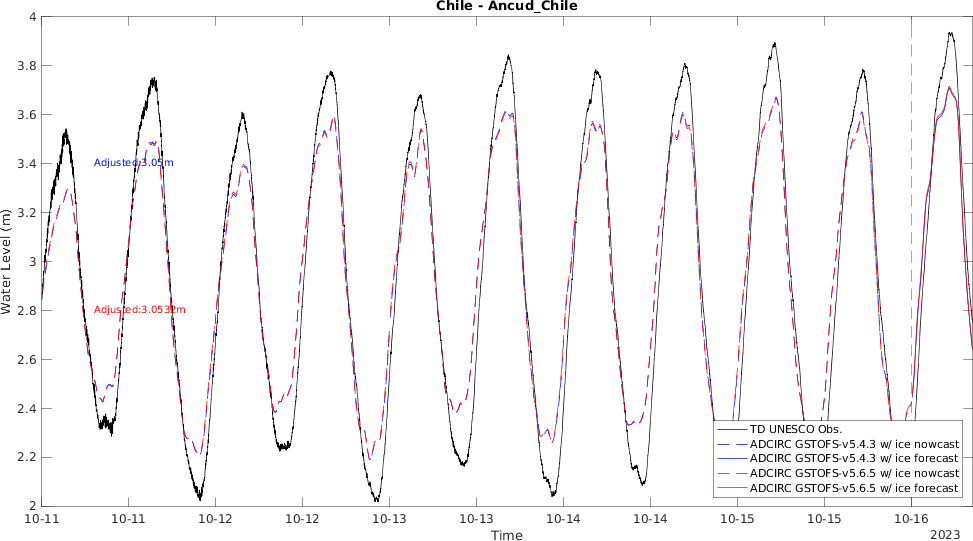 Chile - Ancud_Chile
Water Level (m)
4
3.8
3.6
3.4
3.2
3
2.8
2.6
2.4
2.2
2
Adjusted:3.05m
Adjusted:3.0532m
TD UNESCO Obs.
ADCIRC GSTOFS-v5.4.3 w/ ice nowcast
ADCIRC GSTOFS-v5.4.3 w/ ice forecast
ADCIRC GSTOFS-v5.6.5 w/ ice nowcast
ADCIRC GSTOFS-v5.6.5 w/ ice forecast
10-11 10-11 10-12 10-12 10-13 10-13 10-14 10-14 10-15 10-15 10-16
Time
2023